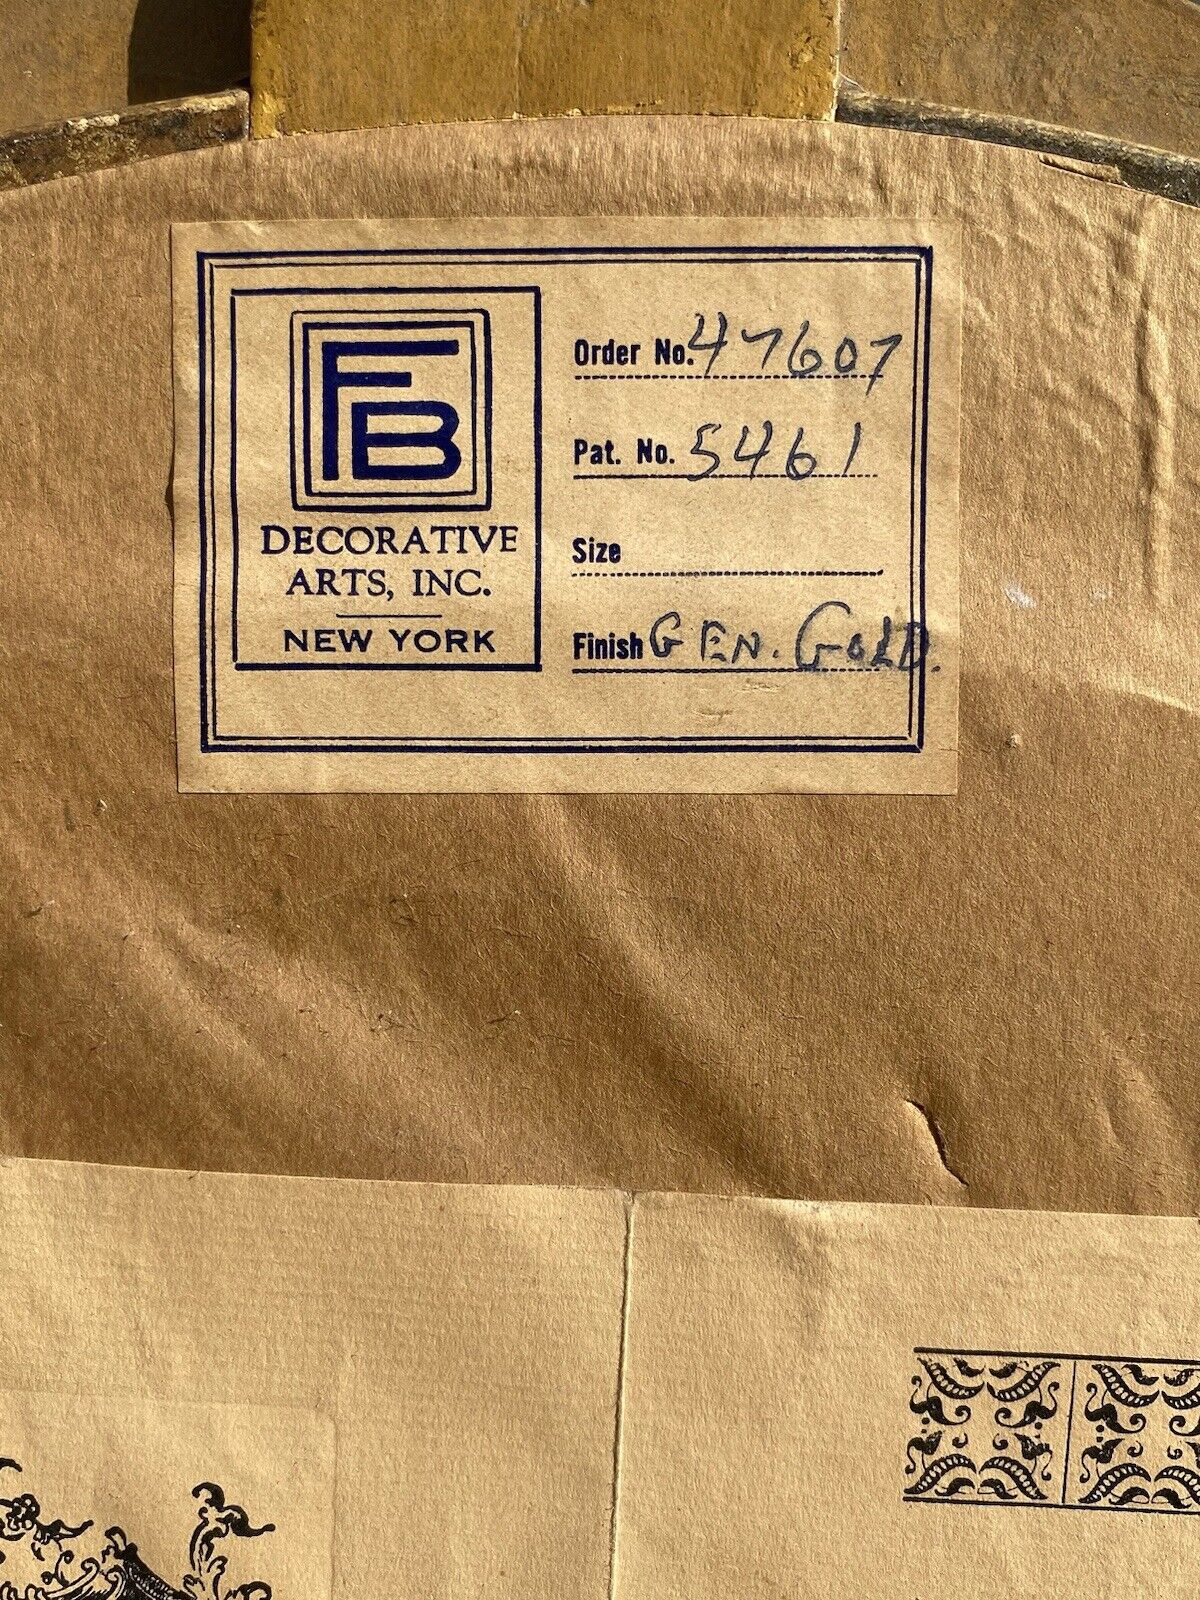 FB
DECORATIVE
ARTS, INC.
NEW YORK
Order No. 47607
Pat. No. 5461
Size
Finish GEN. GOLD.